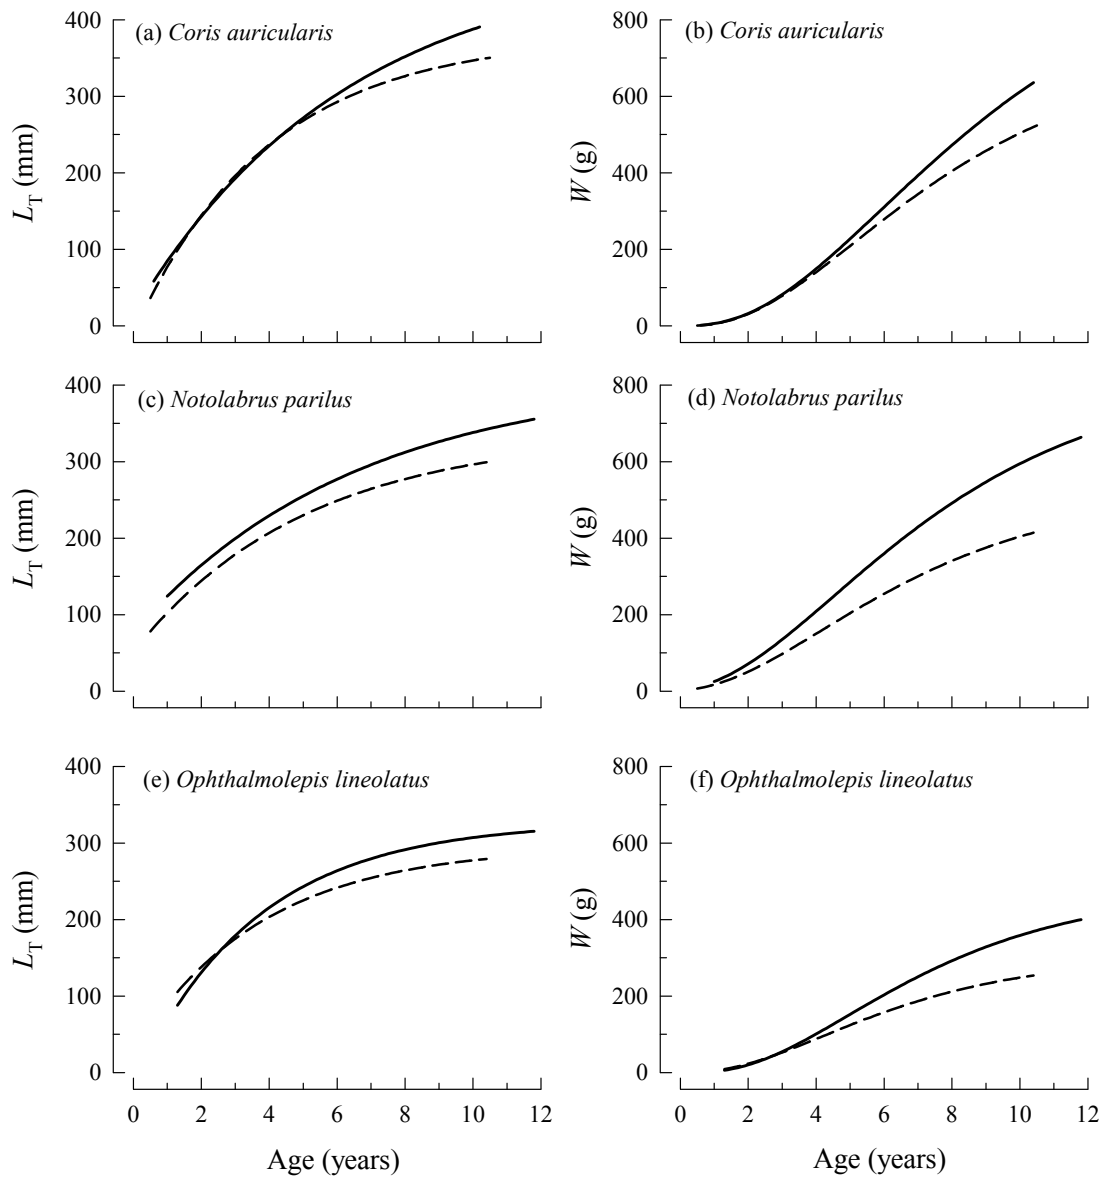 (a) Coris auricularis
400
300
200
100
0
L_T (mm)
(b) Coris auricularis
800
600
400
200
0
W (g)
(c) Notolabrus parilus
400
300
200
100
0
L_T (mm)
(d) Notolabrus parilus
800
600
400
200
0
W (g)
(e) Ophthalmolepis lineolatus
400
300
200
100
0
L_T (mm)
0 2 4 6 8 10 12
Age (years)
(f) Ophthalmolepis lineolatus
800
600
400
200
0
W (g)
0 2 4 6 8 10 12
Age (years)